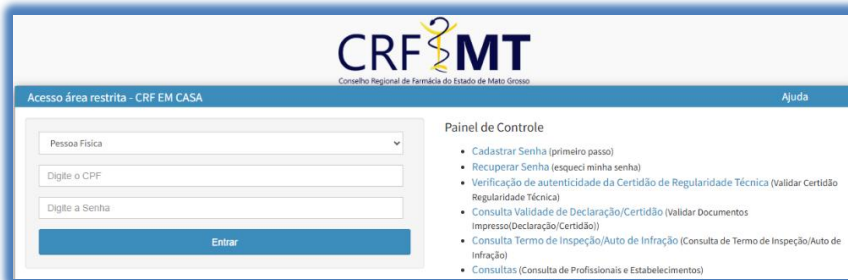 CRF MT
Conselho Regional de Farmácia do Estado de Mato Grosso
Acesso área restrita - CRF EM CASA
Ajuda
Pessoa Física
Digite o CPF
Digite a Senha
Entrar
Painel de Controle
Cadastrar Senha (primeiro passo)
Recuperar Senha (esqueci minha senha)
Verificação de autenticidade da Certidão de Regularidade Técnica (Validar Certidão
Regularidade Técnica)
Consulta Validade de Declaração/Certidão (Validar Documentos
Impresso(Declaração/Certidão))
Consulta Termo de Inspeção/Auto de Infração (Consulta de Termo de Inspeção/Auto de
Infração)
Consultas (Consulta de Profissionais e Estabelecimentos)